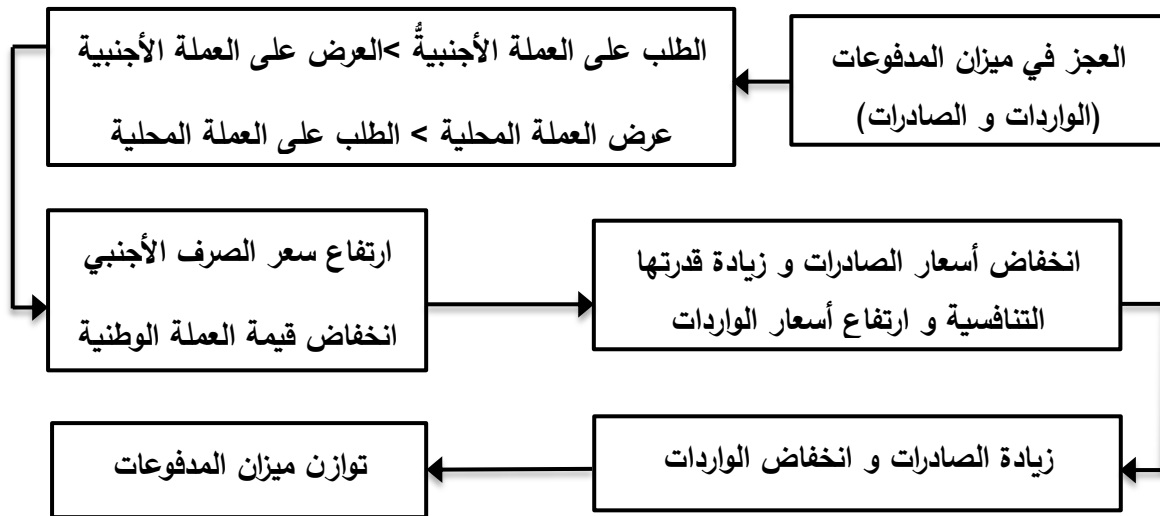 العجز في ميزان المدفوعات
(الواردات و الصادرات)
الطلب على العملة الأجنبيةٌّ >العرض على العملة الأجنبية
عرض العملة المحلية > الطلب على العملة المحلية
ارتفاع سعر الصرف الأجنبي
انخفاض قيمة العملة الوطنية
انخفاض أسعار الصادرات و زيادة قدرتها
التنافسية و ارتفاع أسعار الواردات
زيادة الصادرات و انخفاض الواردات
توازن ميزان المدفوعات